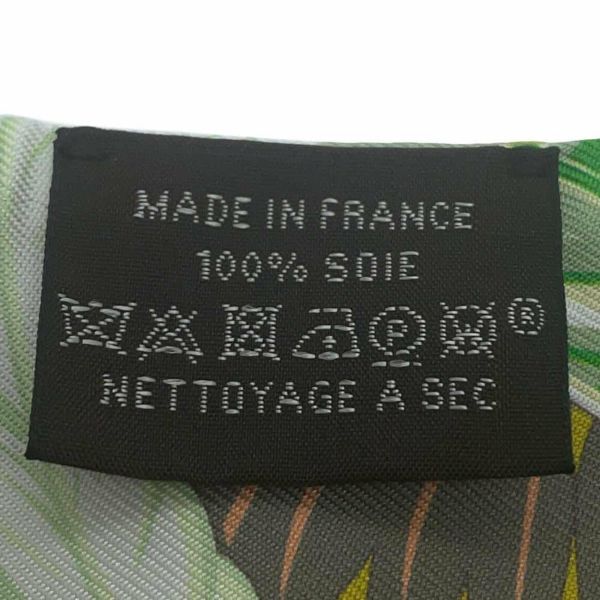 MADE IN FRANCE
100% SOIE
P W ®
NETTOYAGE A SEC